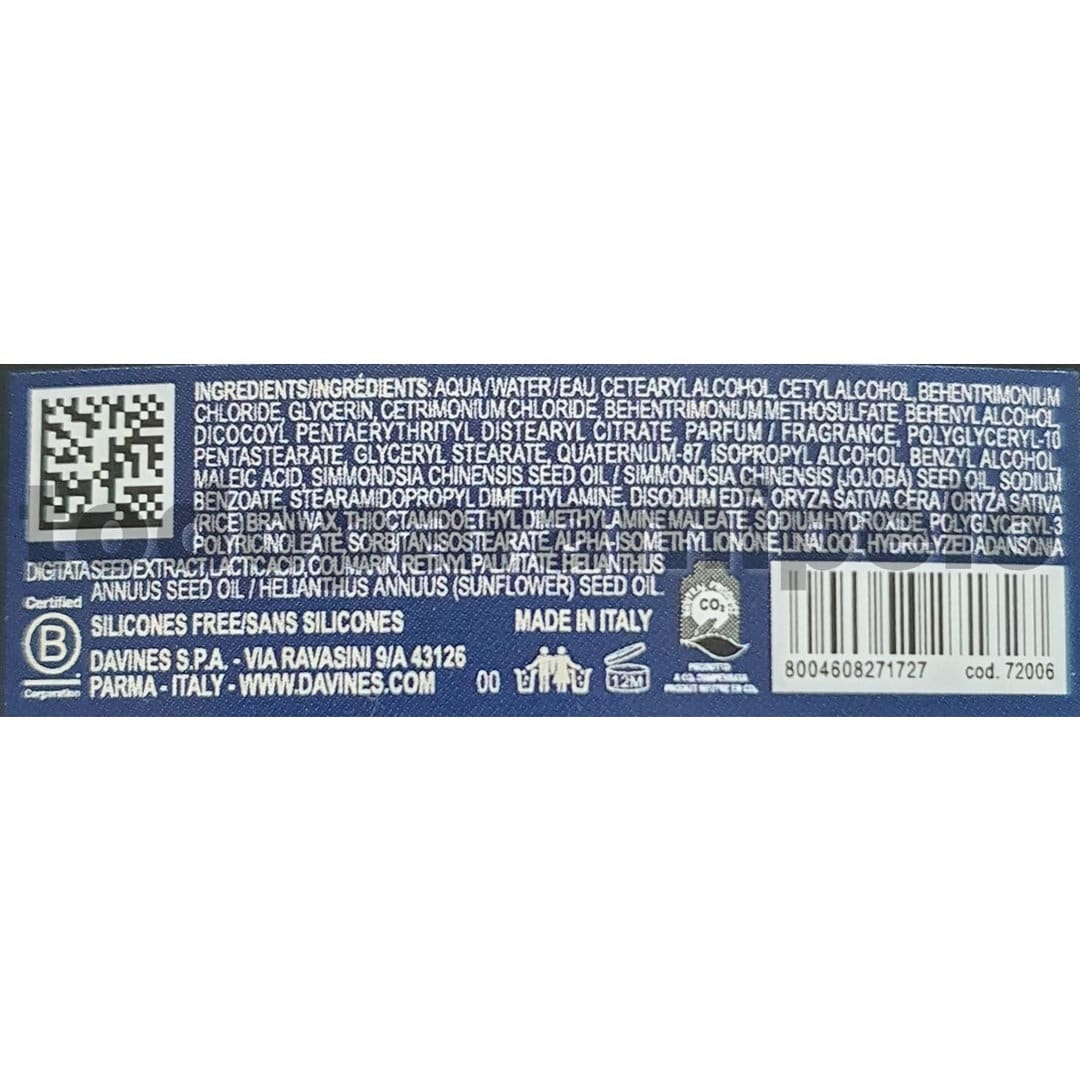 INGREDIENTS/INGRÉDIENTS: AQUA/WATER/EAU, CETEARYL ALCOHOL, CETYL ALCOHOL, BEHENTRIMONIUM
CHLORIDE, GLYCERIN, CETRIMONIUM CHLORIDE, BEHENTRIMONIUM METHOSULFATE, BEHENYL ALCOHOL,
DICOCOYL PENTAERYTHRITYL DISTEARYL CITRATE, PARFUM / FRAGRANCE, POLYGLYCERYL-10
PENTASTEARATE, GLYCERYL STEARATE, QUATERNIUM-87, ISOPROPYL ALCOHOL, BENZYL ALCOHOL,
MALEIC ACID, SIMMONDSIA CHINENSIS SEED OIL / SIMMONDSIA CHINENSIS (JOJOBA) SEED OIL, SODIUM
BENZOATE, STEARAMIDOPROPYL DIMETHYLAMINE, DISODIUM EDTA, ORYZA SATIVA CERA / ORYZA SATIVA
(RICE) BRAN WAX, THIOCTAMIDOETHYL DIMETHYLAMINE MALEATE, SODIUM HYDROXIDE, POLYGLYCERYL-3
POLYRICINOLEATE, SORBITAN ISOSTEARATE, ALPHA-ISOMETHYL IONONE, LINALOOL, HYDROLYZED ADANSONIA
DIGITATA SEED EXTRACT, LACTIC ACID, COUMARIN, RETINYL PALMITATE, HELIANTHUS
ANNUUS SEED OIL / HELIANTHUS ANNUUS (SUNFLOWER) SEED OIL.
Certified
B
Corporation
SILICONES FREE/SANS SILICONES
MADE IN ITALY
DAVINES S.P.A. - VIA RAVASINI 9/A 43126
PARMA - ITALY - WWW.DAVINES.COM
00
12M
CO₂
PRODOTTO
A CO₂ COMPENSATA
8004608271727
cod. 72006